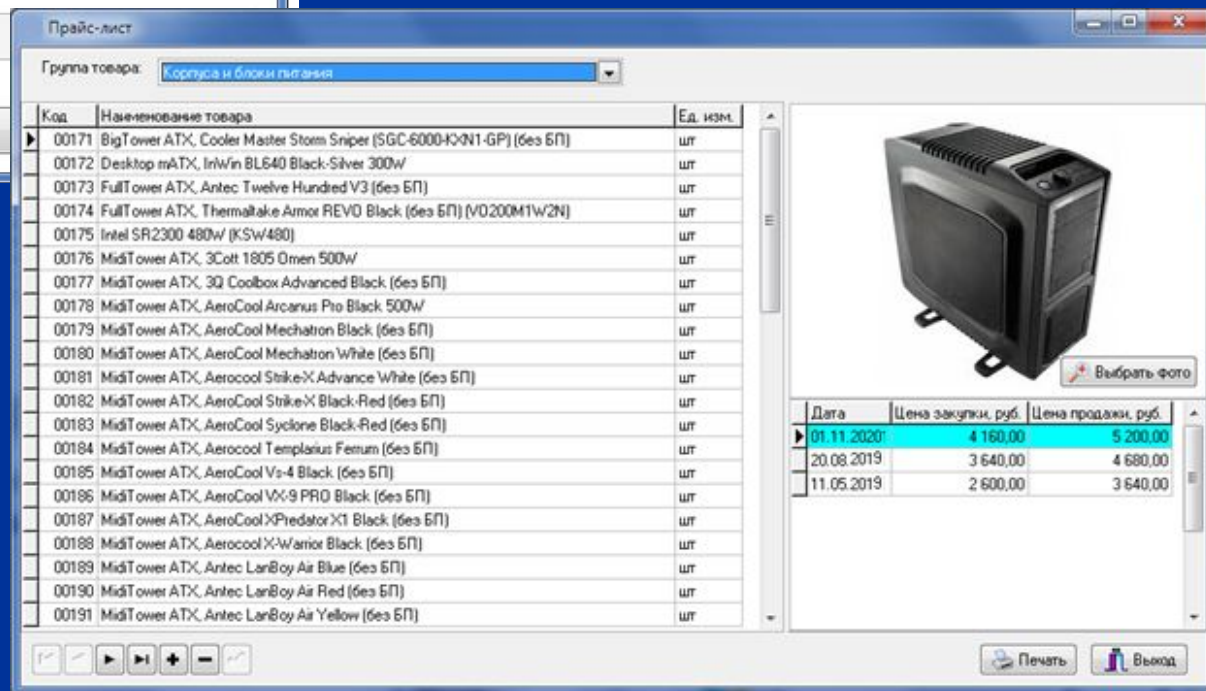 Прайс-лист
Группа товара: Корпуса и блоки питания
Код Наименование товара Ед. изм.
00171 BigTower ATX, Cooler Master Storm Sniper (SGC-6000-KXN1-GP) (без БП) шт
00172 Desktop mATX, InWin BL640 Black-Silver 300W шт
00173 FullTower ATX, Antec Twelve Hundred V3 (без БП) шт
00174 FullTower ATX, Thermaltake Armor REVO Black (без БП) (VO200M1W2N) шт
00175 Intel SR2300 480W (KSW480) шт
00176 MidiTower ATX, 3Cott 1805 Omen 500W шт
00177 MidiTower ATX, 3Q Coolbox Advanced Black (без БП) шт
00178 MidiTower ATX, AeroCool Arcanus Pro Black 500W шт
00179 MidiTower ATX, AeroCool Mechatron Black (без БП) шт
00180 MidiTower ATX, AeroCool Mechatron White (без БП) шт
00181 MidiTower ATX, Aerocool Strike-X Advance White (без БП) шт
00182 MidiTower ATX, AeroCool Strike-X Black-Red (без БП) шт
00183 MidiTower ATX, AeroCool Syclone Black-Red (без БП) шт
00184 MidiTower ATX, Aerocool Templarius Ferrum (без БП) шт
00185 MidiTower ATX, AeroCool Vs-4 Black (без БП) шт
00186 MidiTower ATX, AeroCool VX-9 PRO Black (без БП) шт
00187 MidiTower ATX, AeroCool XPredator X1 Black (без БП) шт
00188 MidiTower ATX, Aerocool X-Warrior Black (без БП) шт
00189 MidiTower ATX, Antec LanBoy Air Blue (без БП) шт
00190 MidiTower ATX, Antec LanBoy Air Red (без БП) шт
00191 MidiTower ATX, Antec LanBoy Air Yellow (без БП) шт
Выбрать фото
Дата Цена закупки, руб. Цена продажи, руб.
01.11.20201 4 160,00 5 200,00
20.08.2019 3 640,00 4 680,00
11.05.2019 2 600,00 3 640,00
Печать Выход